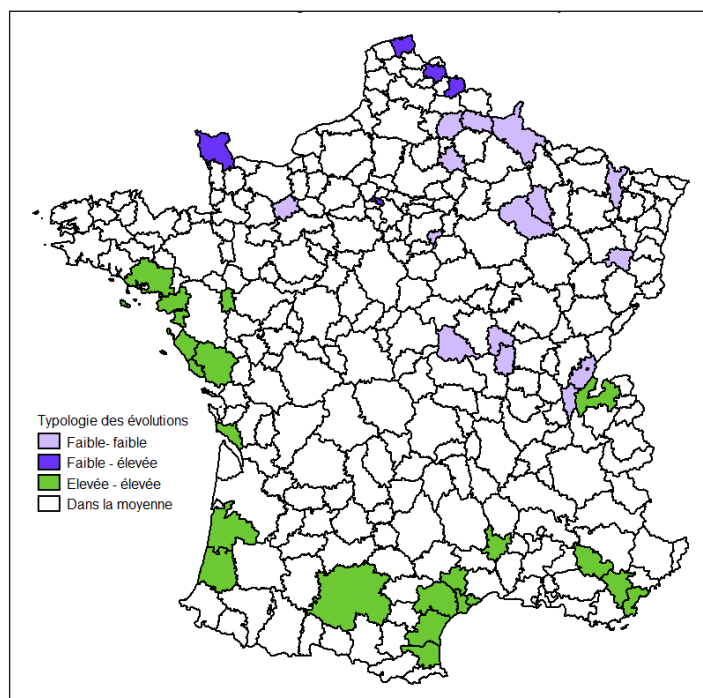 Typologie des évolutions
Faible- faible
Faible - élevée
Elevée - élevée
Dans la moyenne